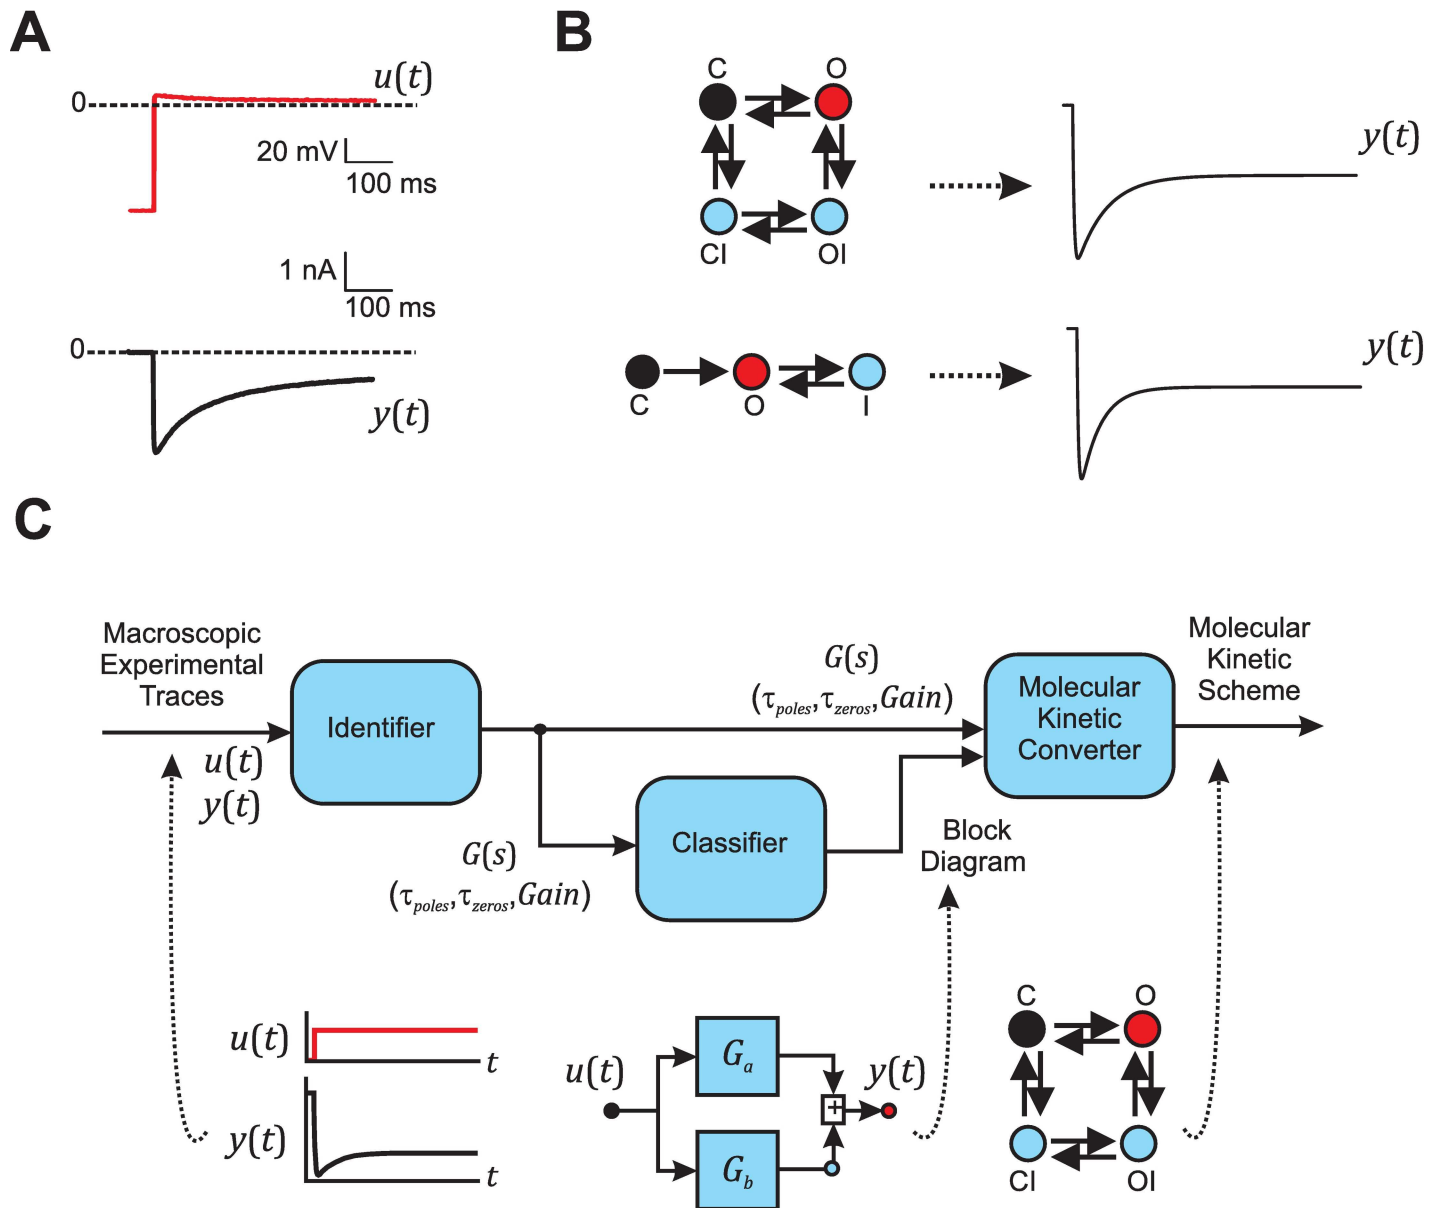 A
u(t)
0
20 mV
100 ms
1 nA
100 ms
0
y(t)
B
C O
CI OI
y(t)
C O I
y(t)
C
Macroscopic
Experimental
Traces
u(t)
y(t)
Identifier
G(s)
(τpoles,τzeros,Gain)
Classifier
G(s)
(τpoles,τzeros,Gain)
Molecular
Kinetic
Converter
Molecular
Kinetic
Scheme
Block
Diagram
u(t)
t
y(t)
t
u(t)
Ga
Gb
+
y(t)
C O
CI OI